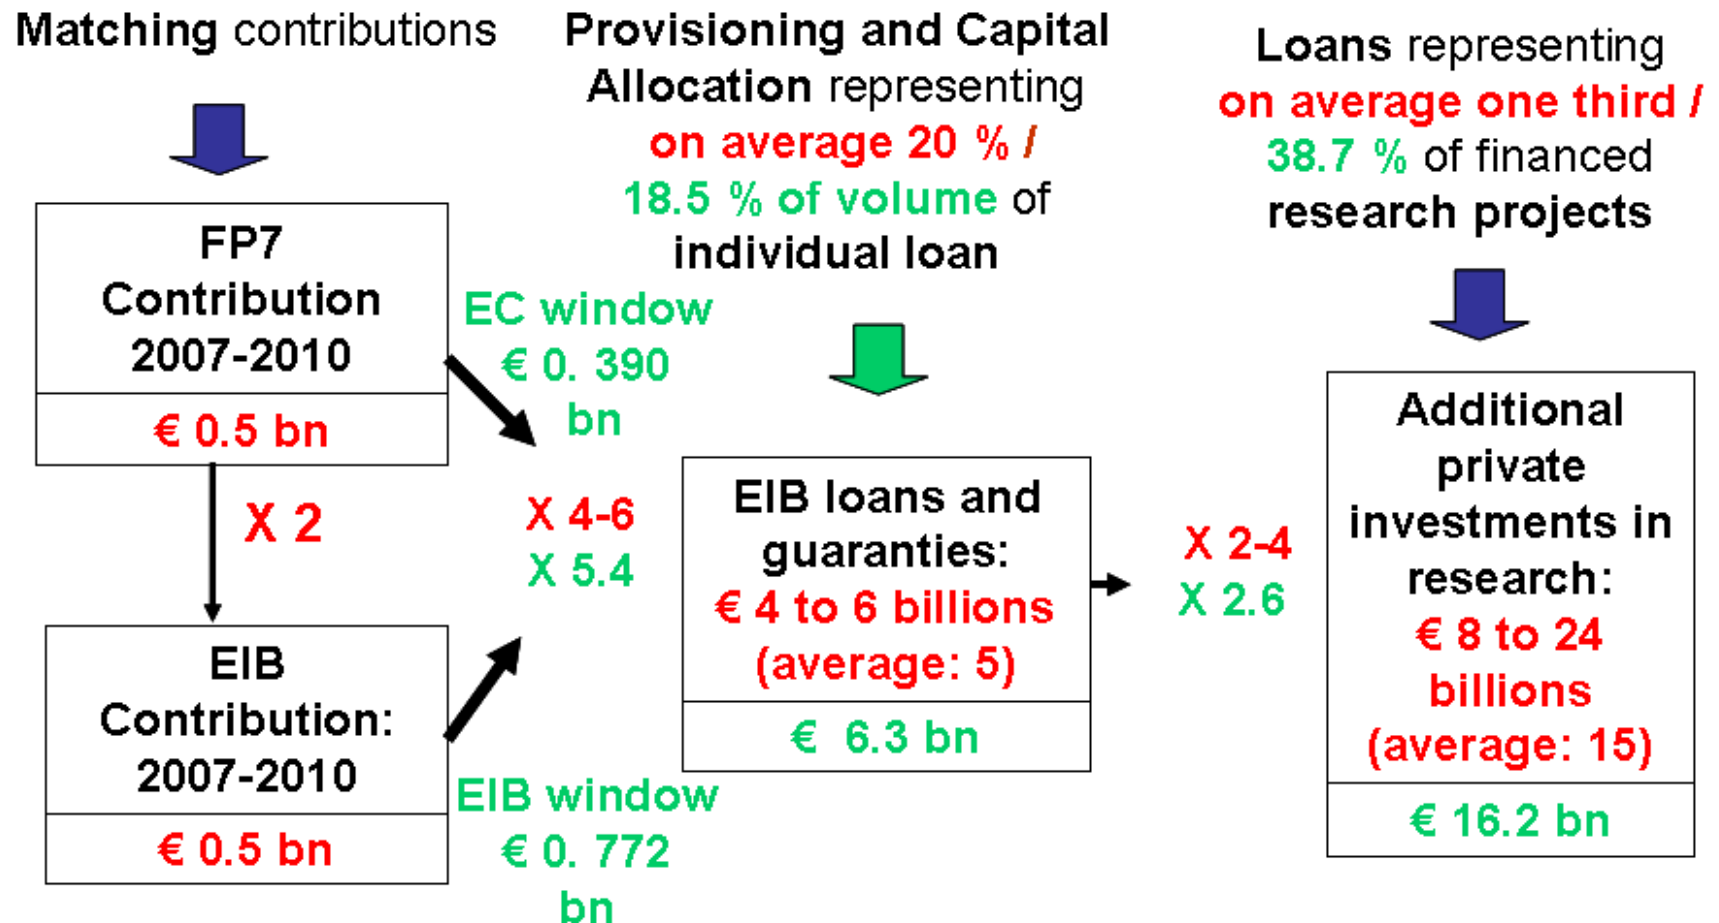 Matching contributions
Provisioning and Capital
Allocation representing
on average 20 % /
18.5 % of volume of
individual loan
Loans representing
on average one third /
38.7 % of financed
research projects
FP7
Contribution
2007-2010
€ 0.5 bn
EC window
€ 0. 390
bn
X 2
X 4-6
X 5.4
EIB
Contribution:
2007-2010
€ 0.5 bn
EIB window
€ 0. 772
bn
EIB loans and
guaranties:
€ 4 to 6 billions
(average: 5)
€ 6.3 bn
X 2-4
X 2.6
Additional
private
investments in
research:
€ 8 to 24
billions
(average: 15)
€ 16.2 bn